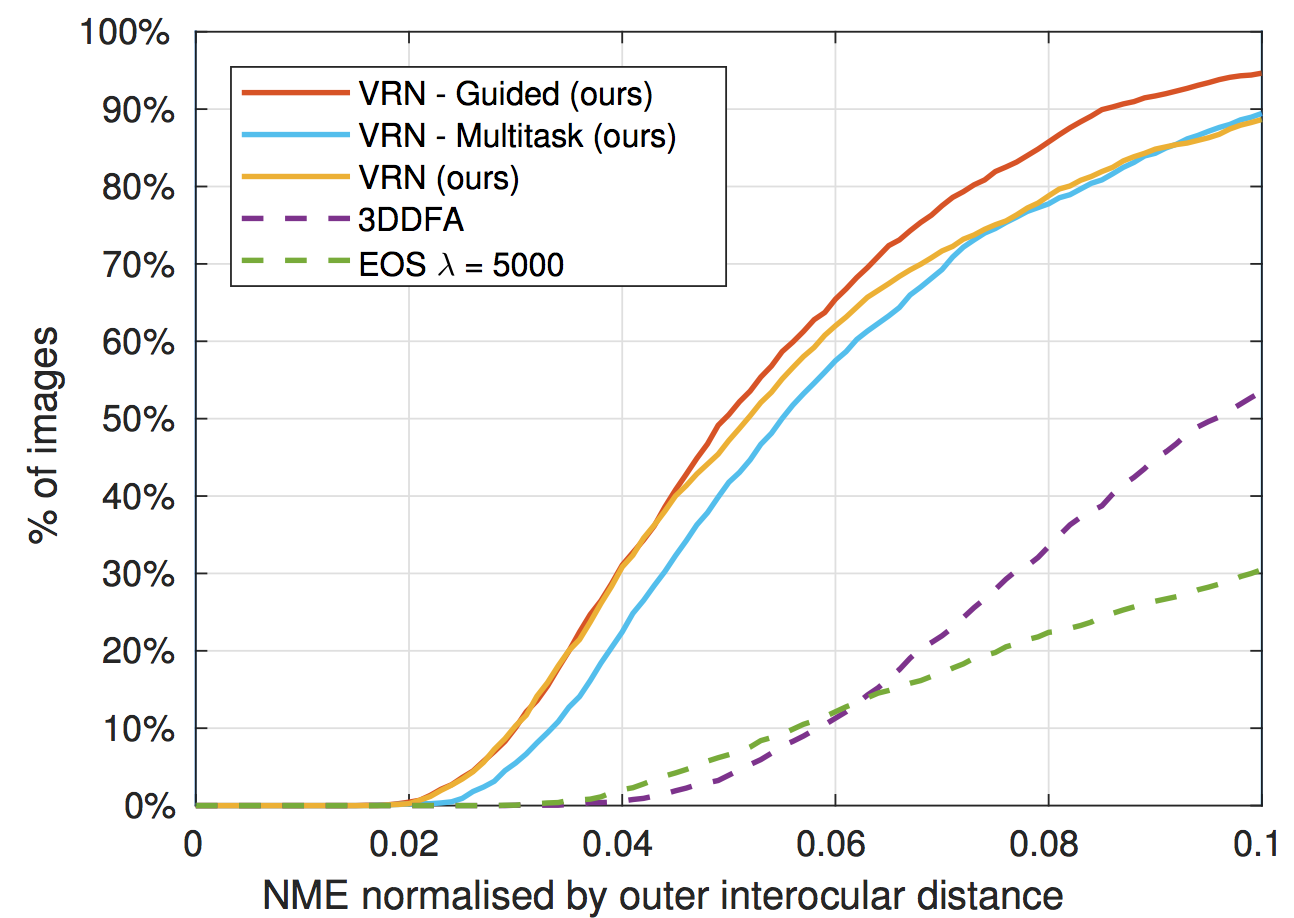 100%
90%
80%
70%
60%
50%
40%
30%
20%
10%
0%
% of images
VRN - Guided (ours)
VRN - Multitask (ours)
VRN (ours)
3DDFA
EOS λ = 5000
0 0.02 0.04 0.06 0.08 0.1
NME normalised by outer interocular distance